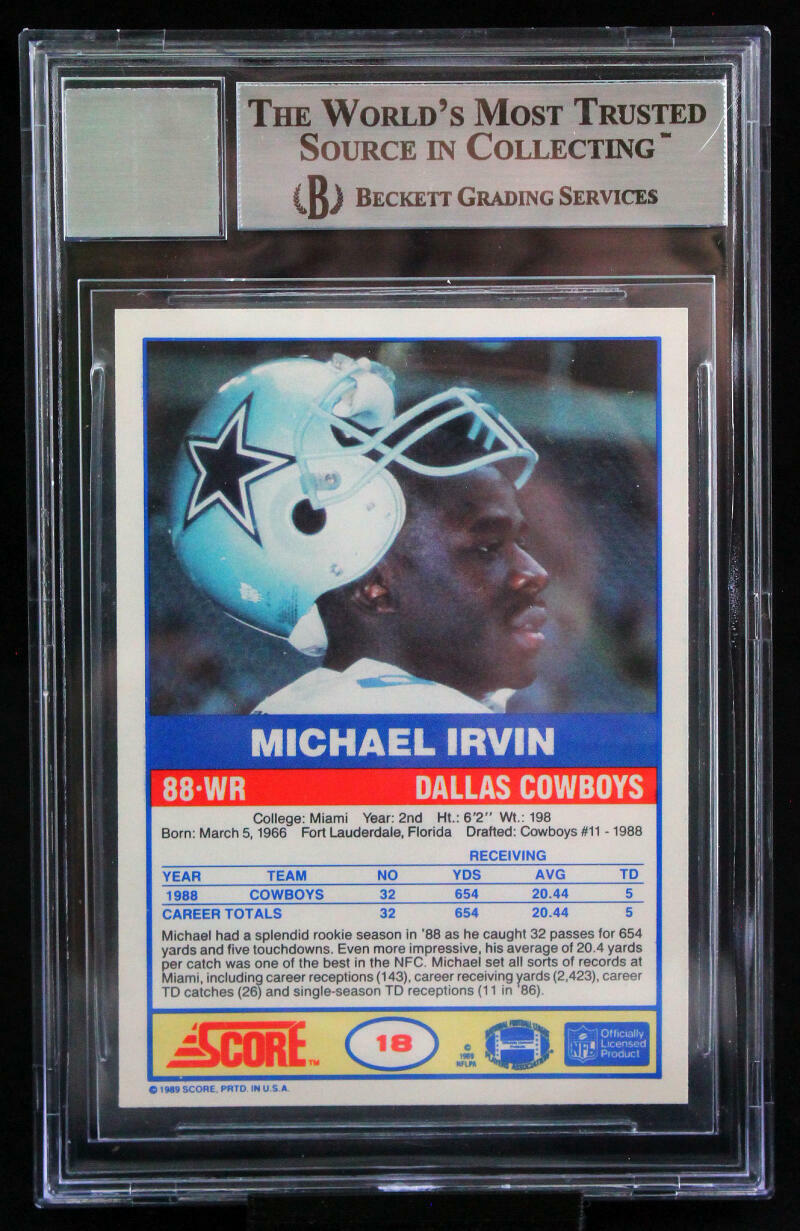 THE WORLD'S MOST TRUSTED
SOURCE IN COLLECTING™
B BECKETT GRADING SERVICES
MICHAEL IRVIN
88·WR DALLAS COWBOYS
College: Miami Year: 2nd Ht.: 6'2" Wt.: 198
Born: March 5, 1966 Fort Lauderdale, Florida Drafted: Cowboys #11 - 1988
RECEIVING
YEAR TEAM NO YDS AVG TD
1988 COWBOYS 32 654 20.44 5
CAREER TOTALS 32 654 20.44 5
Michael had a splendid rookie season in '88 as he caught 32 passes for 654
yards and five touchdowns. Even more impressive, his average of 20.4 yards
per catch was one of the best in the NFC. Michael set all sorts of records at
Miami, including career receptions (143), career receiving yards (2,423), career
TD catches (26) and single-season TD receptions (11 in '86).
SCORE™ 18
©
1989
NFLPA
NATIONAL FOOTBALL LEAGUE
PLAYERS ASSOCIATION
NFL
Officially
Licensed
Product
© 1989 SCORE, PRTD. IN U.S.A.